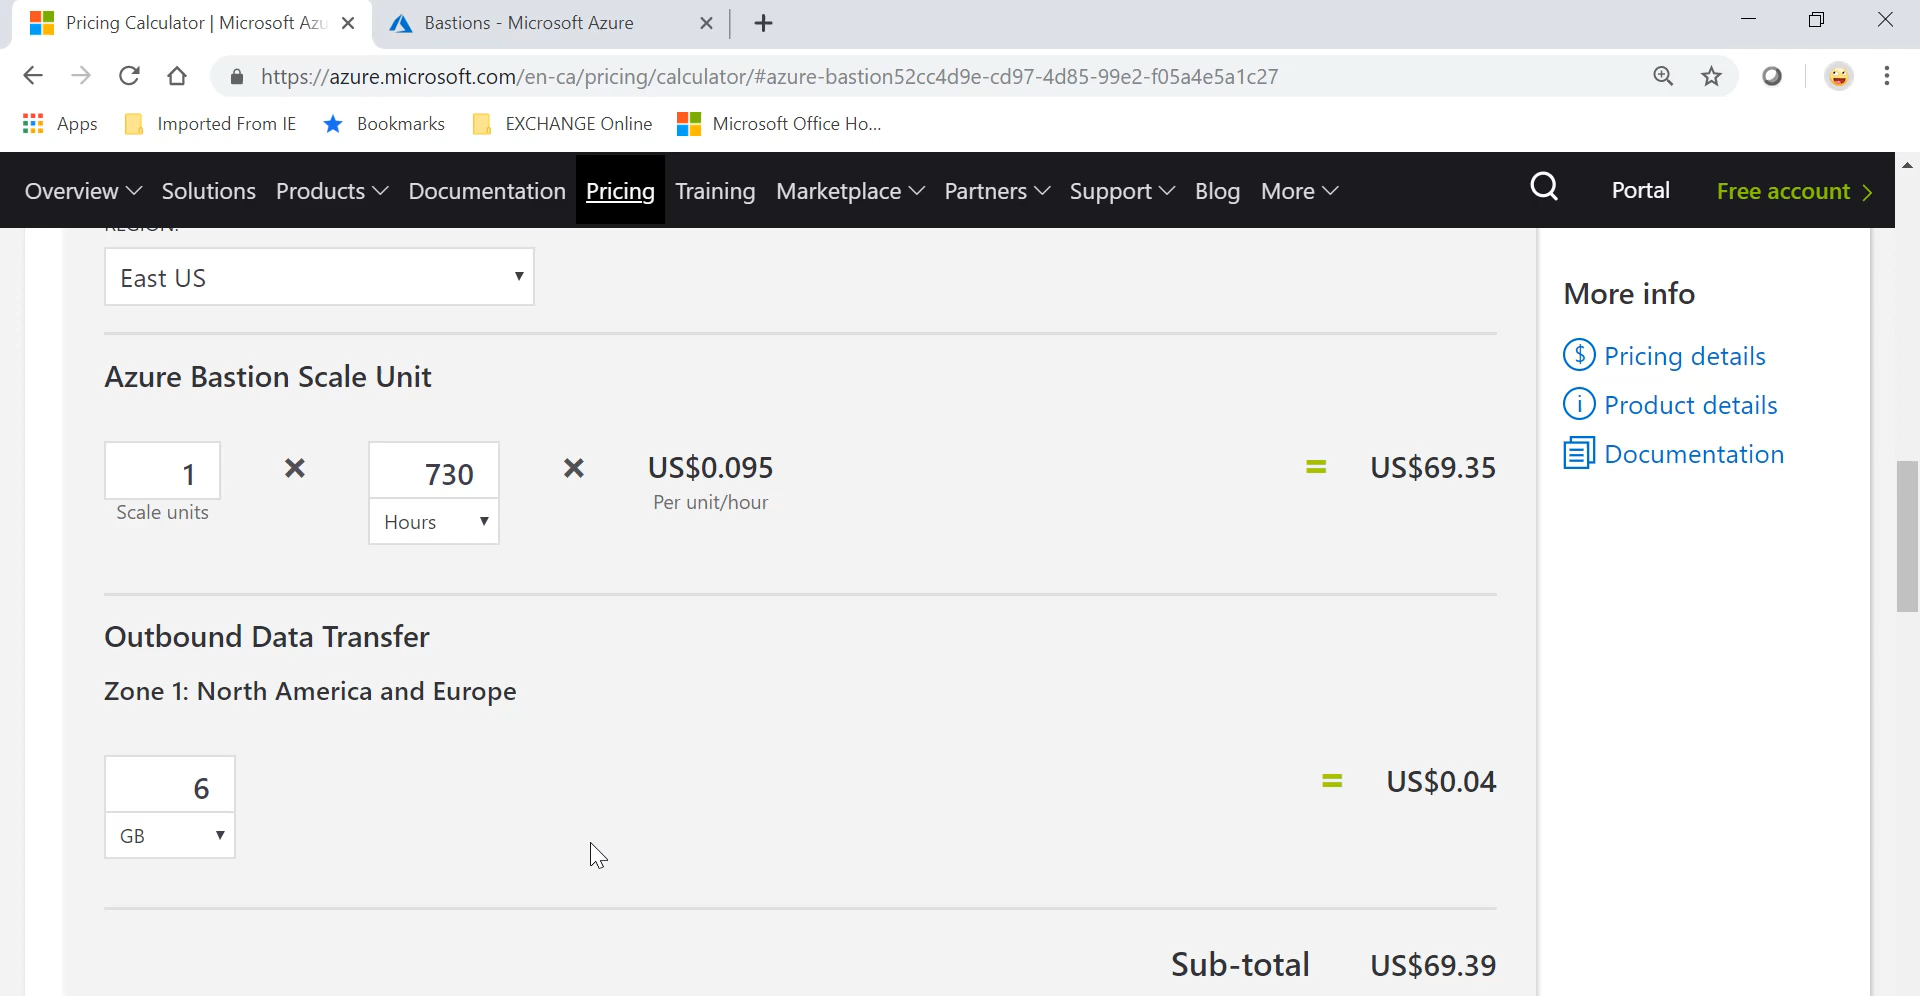 Pricing Calculator | Microsoft Azu
Bastions - Microsoft Azure
https://azure.microsoft.com/en-ca/pricing/calculator/#azure-bastion52cc4d9e-cd97-4d85-99e2-f05a4e5a1c27
Apps Imported From IE Bookmarks EXCHANGE Online Microsoft Office Ho...
Overview Solutions Products Documentation Pricing Training Marketplace Partners Support Blog More Portal Free account
REGION:
East US
More info
Pricing details
Product details
Documentation
Azure Bastion Scale Unit
1 × 730 × US$0.095 = US$69.35
Scale units Hours Per unit/hour
Outbound Data Transfer
Zone 1: North America and Europe
6 = US$0.04
GB
Sub-total US$69.39